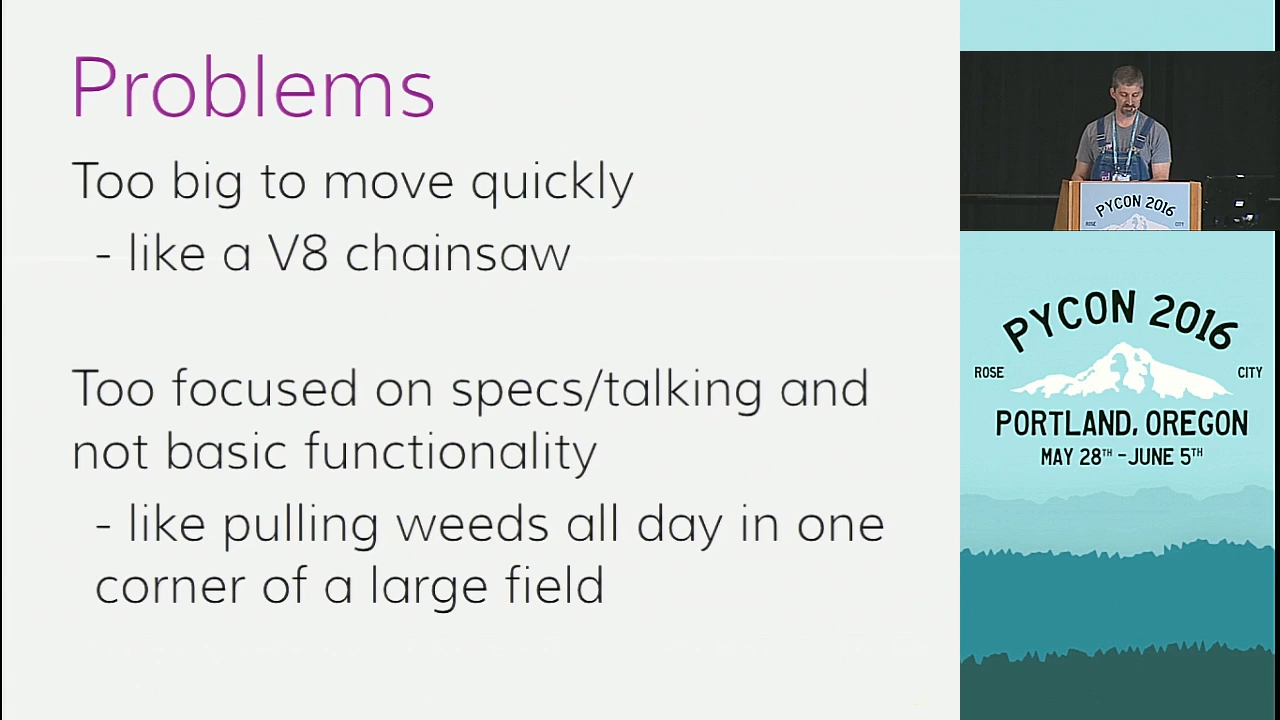 Problems
Too big to move quickly
- like a V8 chainsaw
Too focused on specs/talking and
not basic functionality
- like pulling weeds all day in one
corner of a large field
PYCON 2016
ROSE CITY
PYCON 2016
ROSE CITY
PORTLAND, OREGON
MAY 28TH - JUNE 5TH